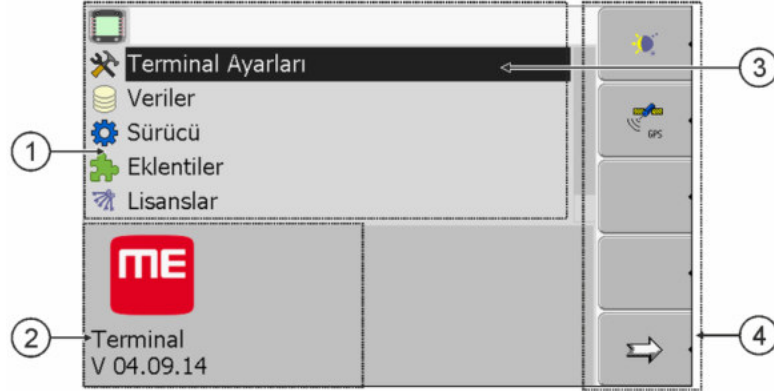 Terminal Ayarları
3
Veriler
Sürücü
GPS
1
Eklentiler
Lisanslar
ME
2
Terminal
4
V 04.09.14